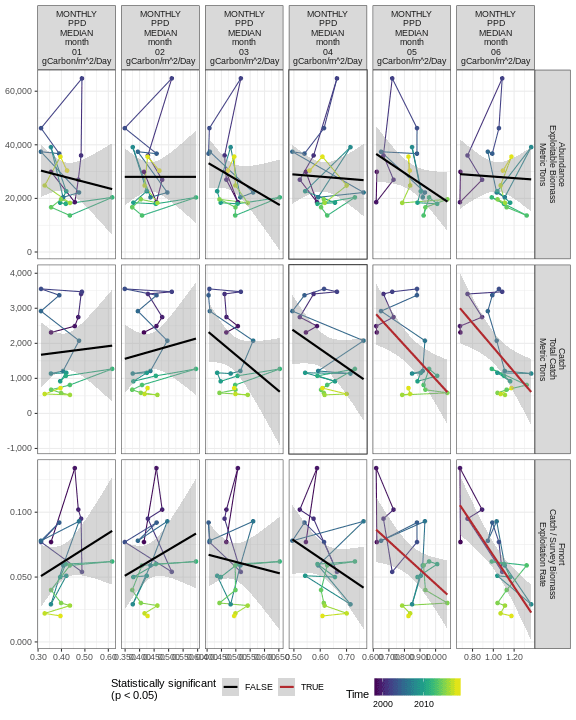 MONTHLY MONTHLY MONTHLY MONTHLY MONTHLY MONTHLY
PPD PPD PPD PPD PPD PPD
MEDIAN MEDIAN MEDIAN MEDIAN MEDIAN MEDIAN
month month month month month month
01 02 03 04 05 06
gCarbon/m^2/Day gCarbon/m^2/Day gCarbon/m^2/Day gCarbon/m^2/Day gCarbon/m^2/Day gCarbon/m^2/Day
60,000
40,000
20,000
0
Abundance
Exploitable Biomass
Metric Tons
4,000
3,000
2,000
1,000
0
-1,000
Catch
Total Catch
Metric Tons
0.100
0.050
0.000
Fmort
Catch / Survey Biomass
Exploitation Rate
0.30 0.40 0.50 0.60 0.50 0.60 0.70 1.000 0.80 1.00 1.20
Statistically significant
(p < 0.05)
FALSE TRUE
Time
2000 2010